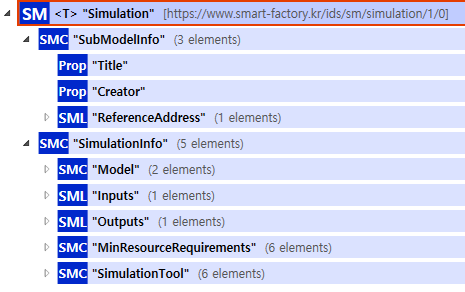 SM <T> "Simulation" [https://www.smart-factory.kr/ids/sm/simulation/1/0]
SMC "SubModelInfo" (3 elements)
Prop "Title"
Prop "Creator"
SML "ReferenceAddress" (1 elements)
SMC "SimulationInfo" (5 elements)
SMC "Model" (2 elements)
SML "Inputs" (1 elements)
SML "Outputs" (1 elements)
SMC "MinResourceRequirements" (6 elements)
SMC "SimulationTool" (6 elements)